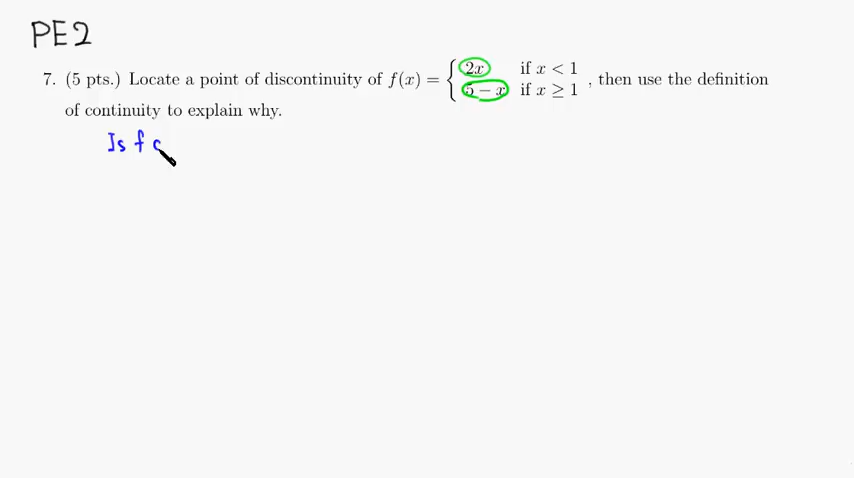 PE2
7. (5 pts.) Locate a point of discontinuity of f(x) = { 2x if x < 1
5 − x if x ≥ 1 , then use the definition
of continuity to explain why.
Is f c